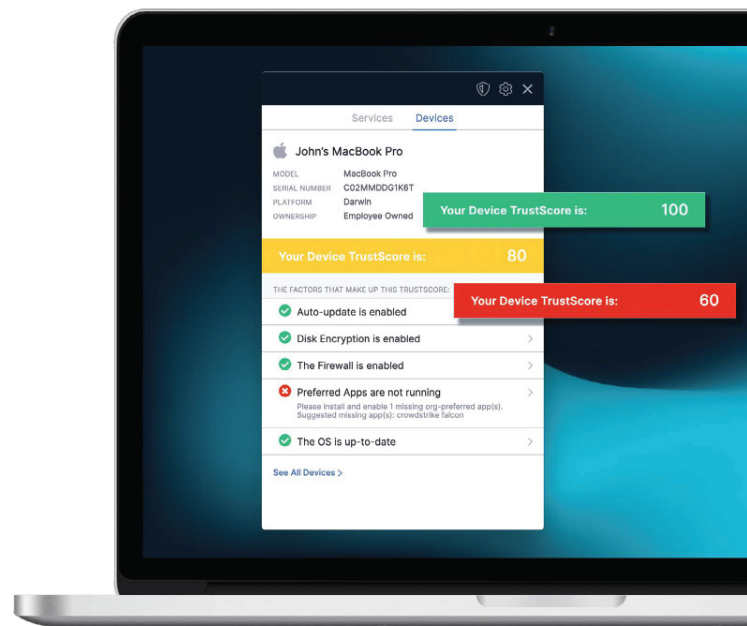 Services Devices
John's MacBook Pro
MODEL MacBook Pro
SERIAL NUMBER C02MMDDG1K6T
PLATFORM Darwin
OWNERSHIP Employee Owned
Your Device TrustScore is: 100
Your Device TrustScore is: 80
THE FACTORS THAT MAKE UP THIS TRUSTSCORE:
Your Device TrustScore is: 60
Auto-update is enabled
Disk Encryption is enabled
The Firewall is enabled
Preferred Apps are not running
Please install and enable 1 missing org-preferred app(s).
Suggested missing app(s): crowdstrike falcon
The OS is up-to-date
See All Devices >